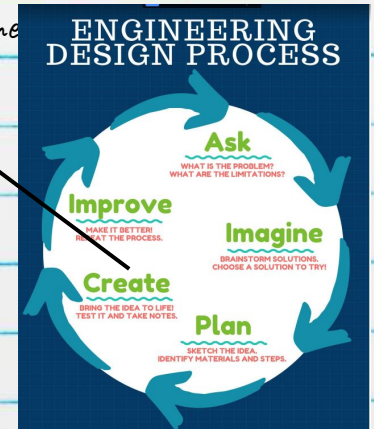 ENGINEERING
DESIGN PROCESS
Ask
WHAT IS THE PROBLEM?
WHAT ARE THE LIMITATIONS?
Imagine
BRAINSTORM SOLUTIONS.
CHOOSE A SOLUTION TO TRY!
Plan
SKETCH THE IDEA.
IDENTIFY MATERIALS AND STEPS.
Create
BRING THE IDEA TO LIFE!
TEST IT AND TAKE NOTES.
Improve
MAKE IT BETTER!
REPEAT THE PROCESS.